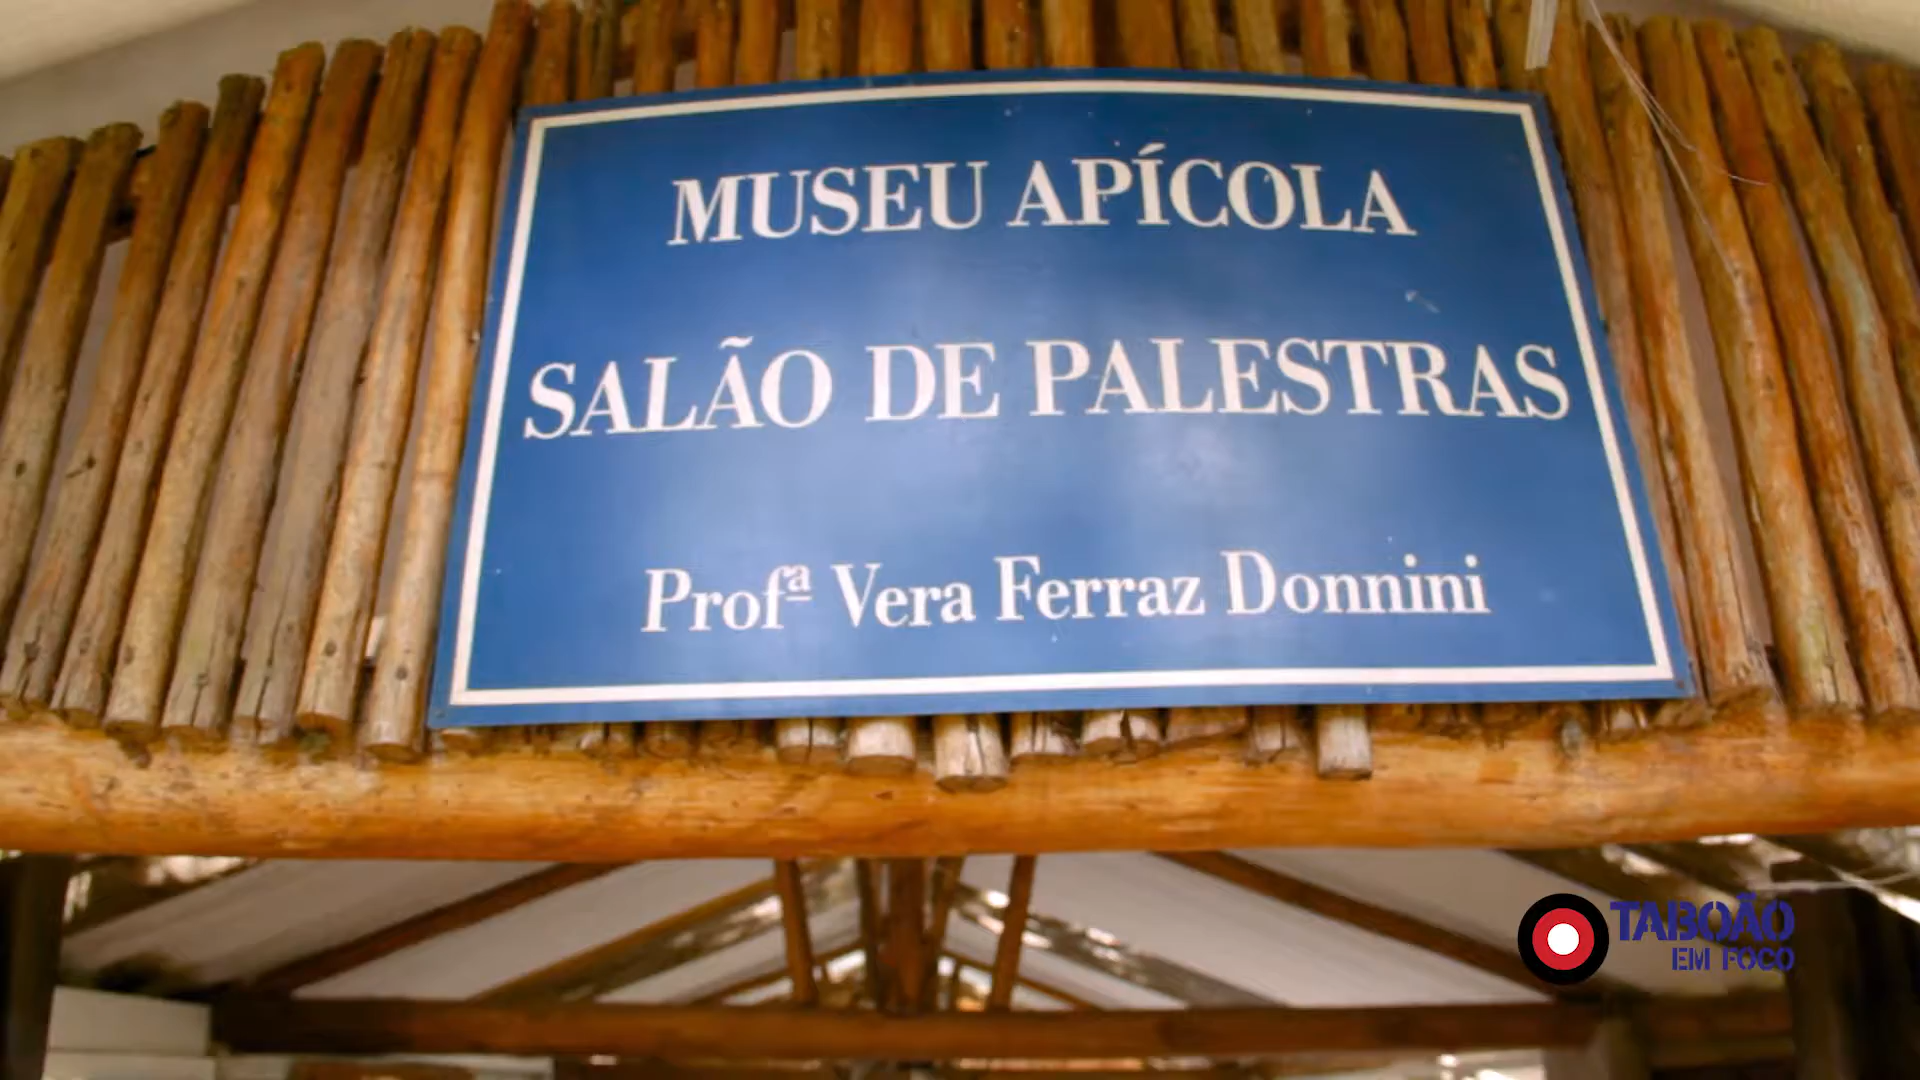 MUSEU APÍCOLA
SALÃO DE PALESTRAS
Profª Vera Ferraz Donnini
TABOÃO
EM FOCO